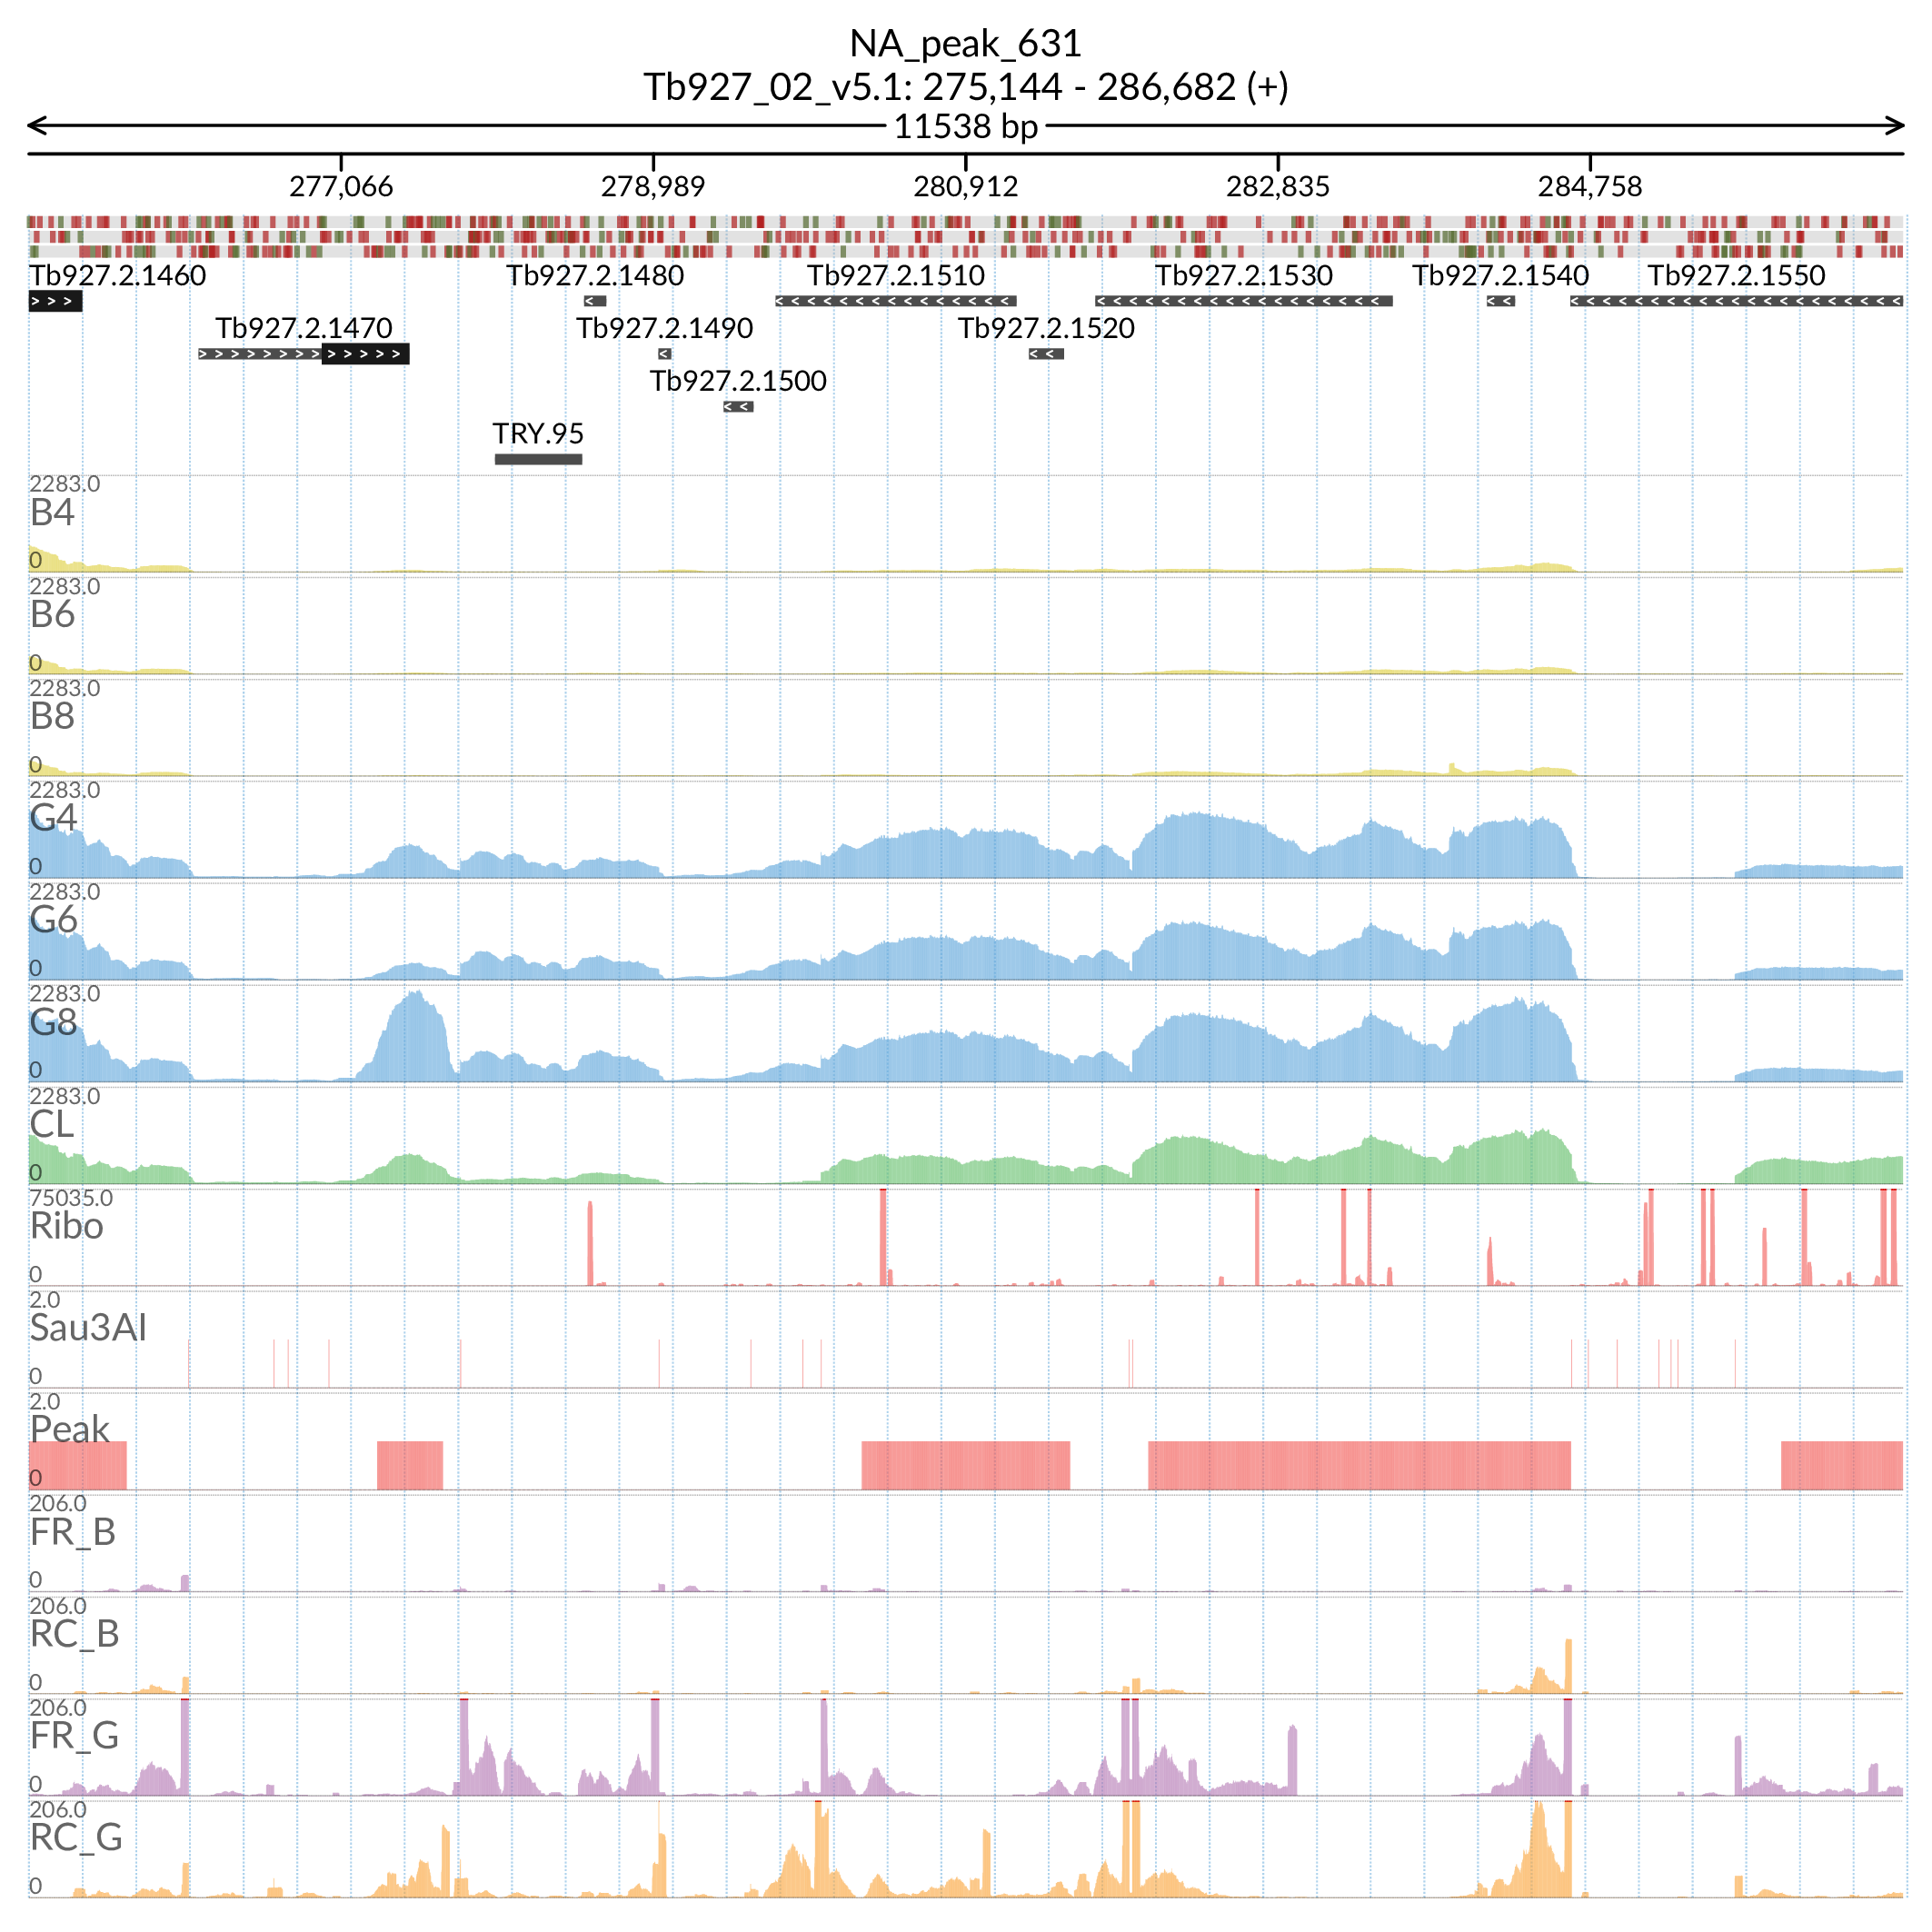 NA_peak_631
Tb927_02_v5.1: 275,144 - 286,682 (+)
11538 bp
277,066 278,989 280,912 282,835 284,758
Tb927.2.1460 Tb927.2.1480 Tb927.2.1510 Tb927.2.1530 Tb927.2.1540 Tb927.2.1550
Tb927.2.1470 Tb927.2.1490 Tb927.2.1520
Tb927.2.1500
TRY.95
2283.0
B4
0
2283.0
B6
0
2283.0
B8
0
2283.0
G4
0
2283.0
G6
0
2283.0
G8
0
2283.0
CL
0
75035.0
Ribo
0
2.0
Sau3AI
0
2.0
Peak
0
206.0
FR_B
0
206.0
RC_B
0
206.0
FR_G
0
206.0
RC_G
0